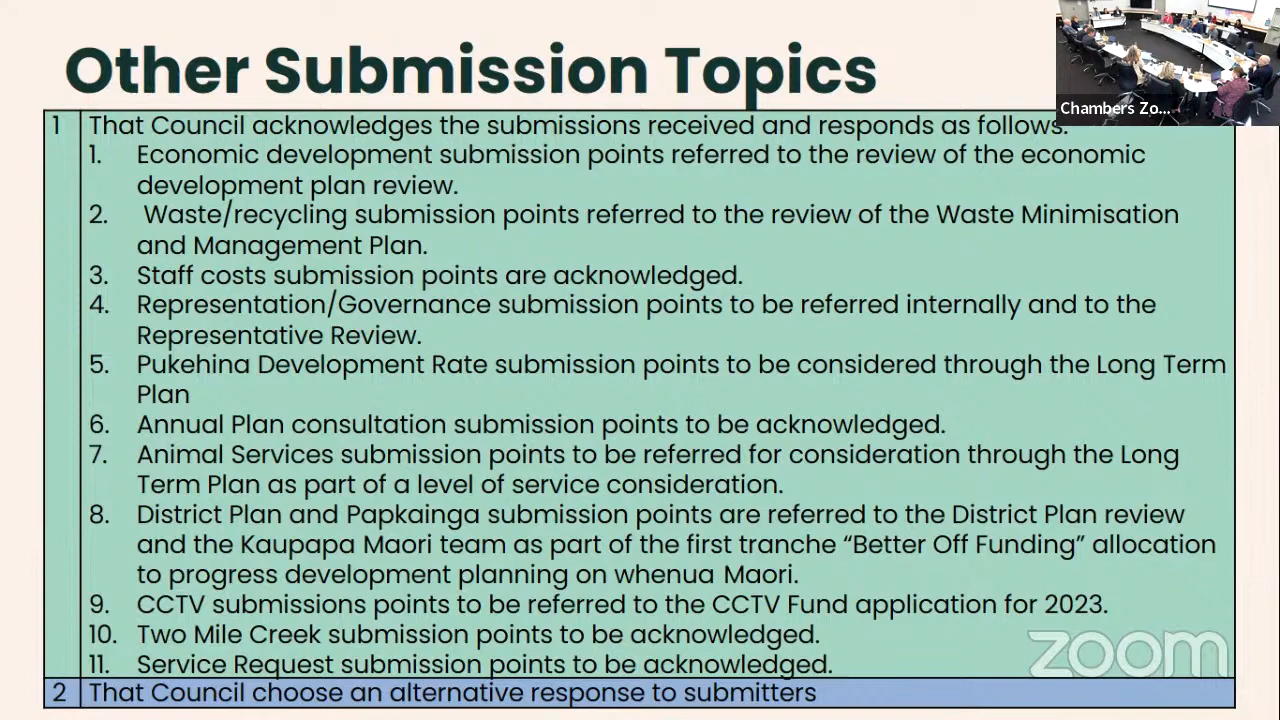 Other Submission Topics
Chambers Zo...
1 That Council acknowledges the submissions received and responds as follows:
1. Economic development submission points referred to the review of the economic
development plan review.
2. Waste/recycling submission points referred to the review of the Waste Minimisation
and Management Plan.
3. Staff costs submission points are acknowledged.
4. Representation/Governance submission points to be referred internally and to the
Representative Review.
5. Pukehina Development Rate submission points to be considered through the Long Term
Plan
6. Annual Plan consultation submission points to be acknowledged.
7. Animal Services submission points to be referred for consideration through the Long
Term Plan as part of a level of service consideration.
8. District Plan and Papkainga submission points are referred to the District Plan review
and the Kaupapa Maori team as part of the first tranche “Better Off Funding” allocation
to progress development planning on whenua Maori.
9. CCTV submissions points to be referred to the CCTV Fund application for 2023.
10. Two Mile Creek submission points to be acknowledged.
11. Service Request submission points to be acknowledged.
zoom
2 That Council choose an alternative response to submitters